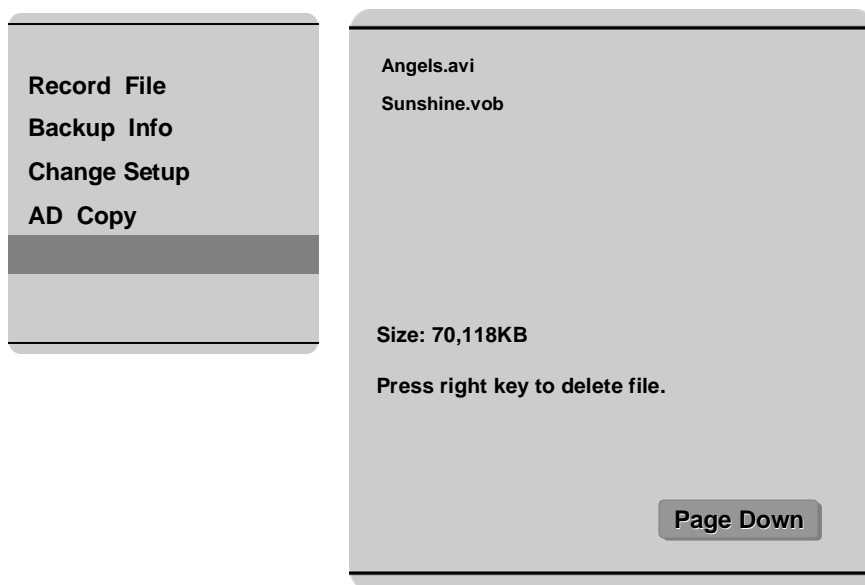 Record File
Backup Info
Change Setup
AD Copy
Angels.avi
Sunshine.vob
Size: 70,118KB
Press right key to delete file.
Page Down